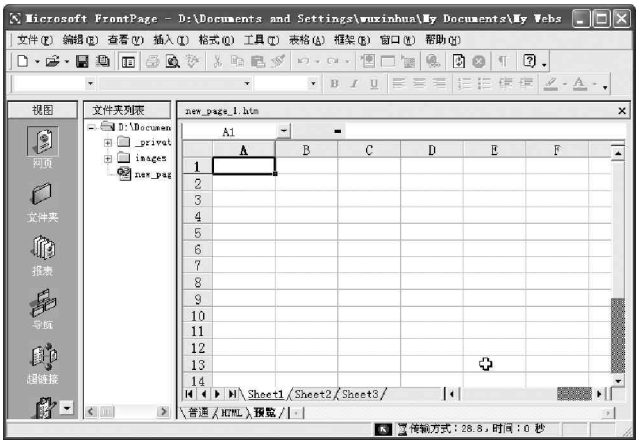 Microsoft FrontPage - D:\Documents and Settings\wuxinhua\My Documents\My Webs
文件(F) 编辑(E) 查看(V) 插入(I) 格式(O) 工具(T) 表格(A) 框架(R) 窗口(W) 帮助(H)
B I U A
视图 文件夹列表 new_page_1.htm
D:\Documen
_privat
images
new_pag
网页
文件夹
报表
导航
超链接
A1 =
A B C D E F
1
2
3
4
5
6
7
8
9
10
11
12
13
14
Sheet1 Sheet2 Sheet3
普通 HTML 预览
传输方式：28.8，时间：0 秒